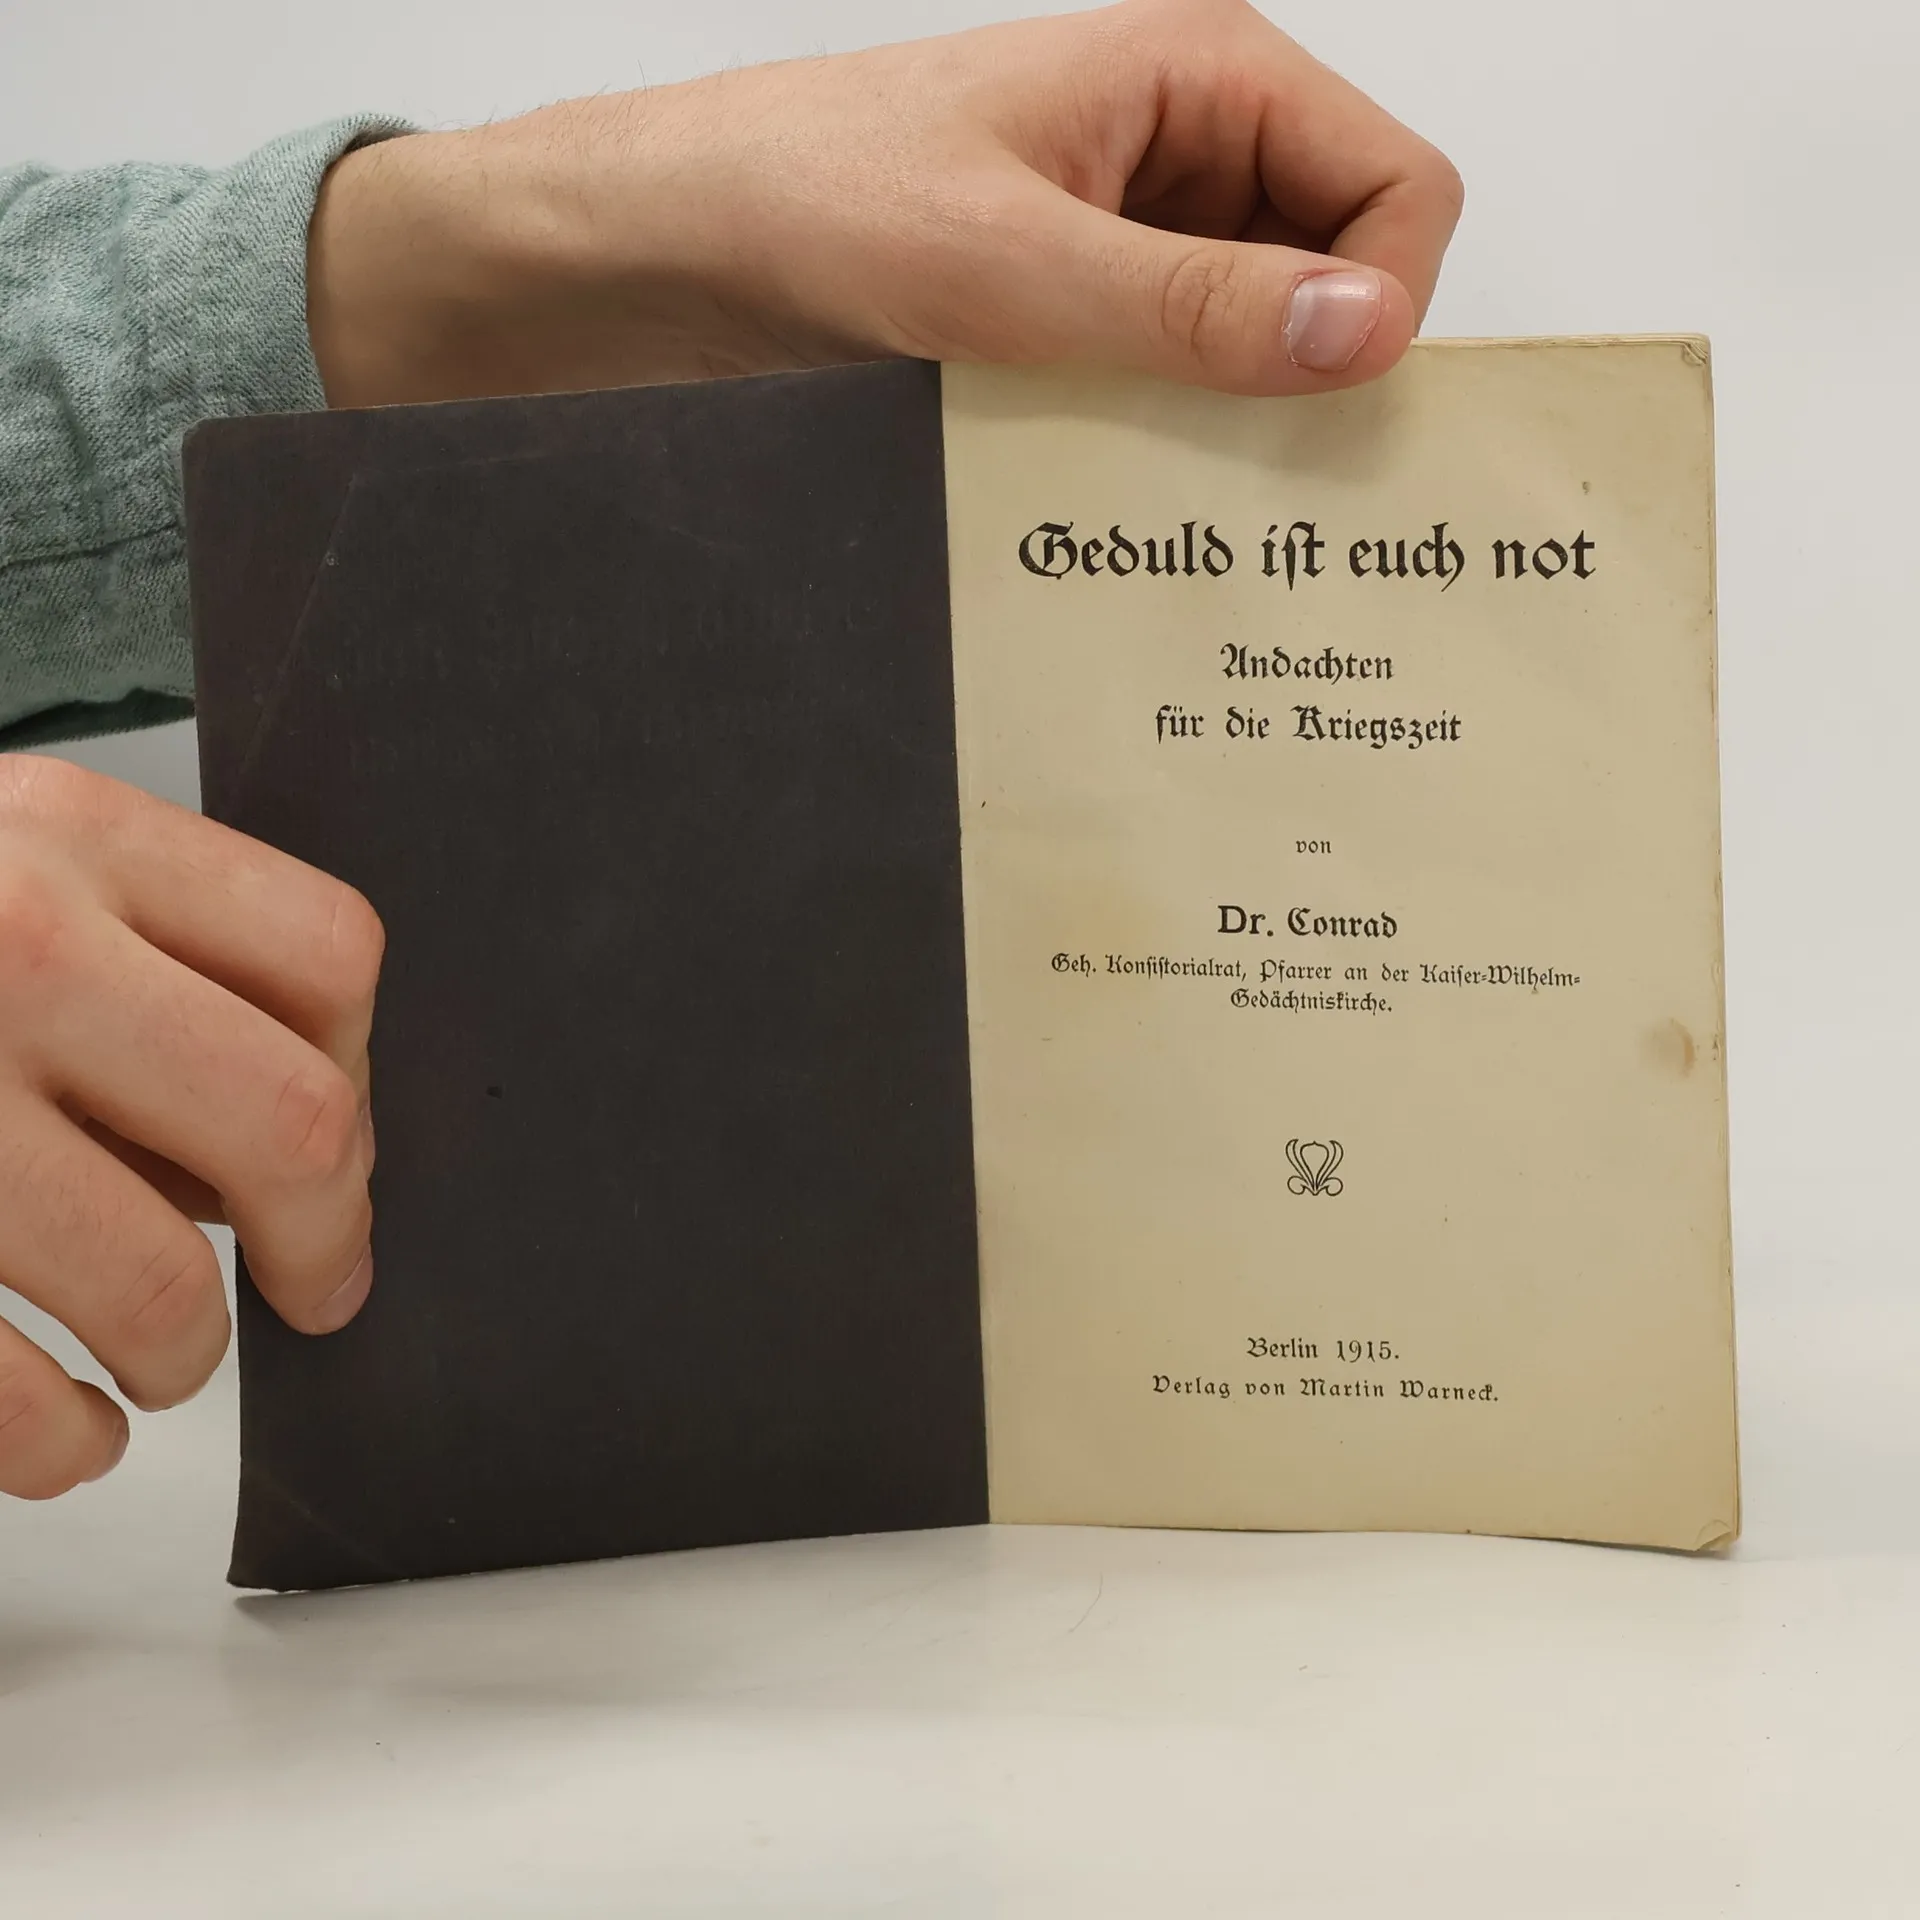 Geduld iſt euch not
Andachten
für die Kriegszeit
von
Dr. Conrad
Geh. Konſiſtorialrat, Pfarrer an der Kaiſer-Wilhelm-
Gedächtniskirche.
Berlin 1915.
Verlag von Martin Warneck.